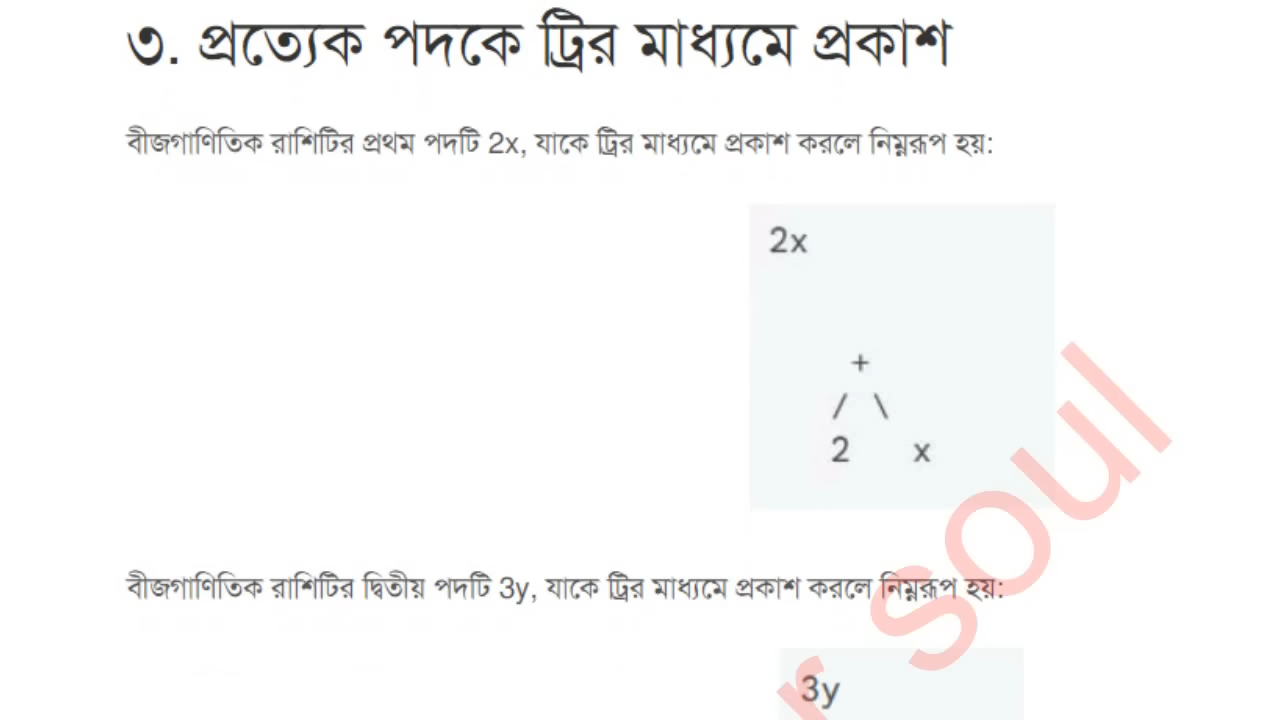 ৩. প্রত্যেক পদকে ট্রির মাধ্যমে প্রকাশ
বীজগাণিতিক রাশিটির প্রথম পদটি 2x, যাকে ট্রির মাধ্যমে প্রকাশ করলে নিম্নরূপ হয়:
2x
+
/ \
2 x
বীজগাণিতিক রাশিটির দ্বিতীয় পদটি 3y, যাকে ট্রির মাধ্যমে প্রকাশ করলে নিম্নরূপ হয়:
3y
r soul